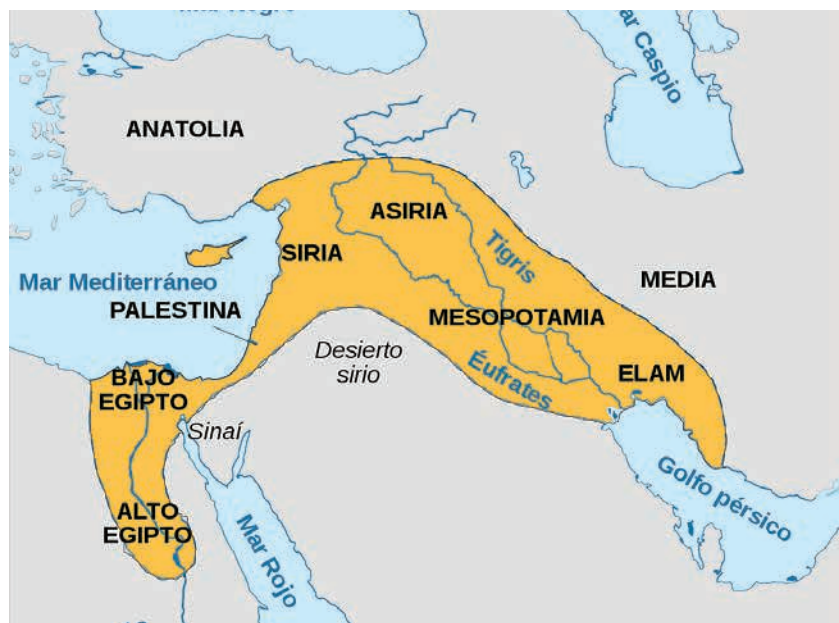 Caspio
ANATOLIA
ASIRIA
SIRIA
Tigris
MEDIA
Mar Mediterráneo
PALESTINA
MESOPOTAMIA
Desierto
sirio
Éufrates
ELAM
BAJO
EGIPTO
Sinaí
Golfo pérsico
ALTO
EGIPTO
Mar Rojo